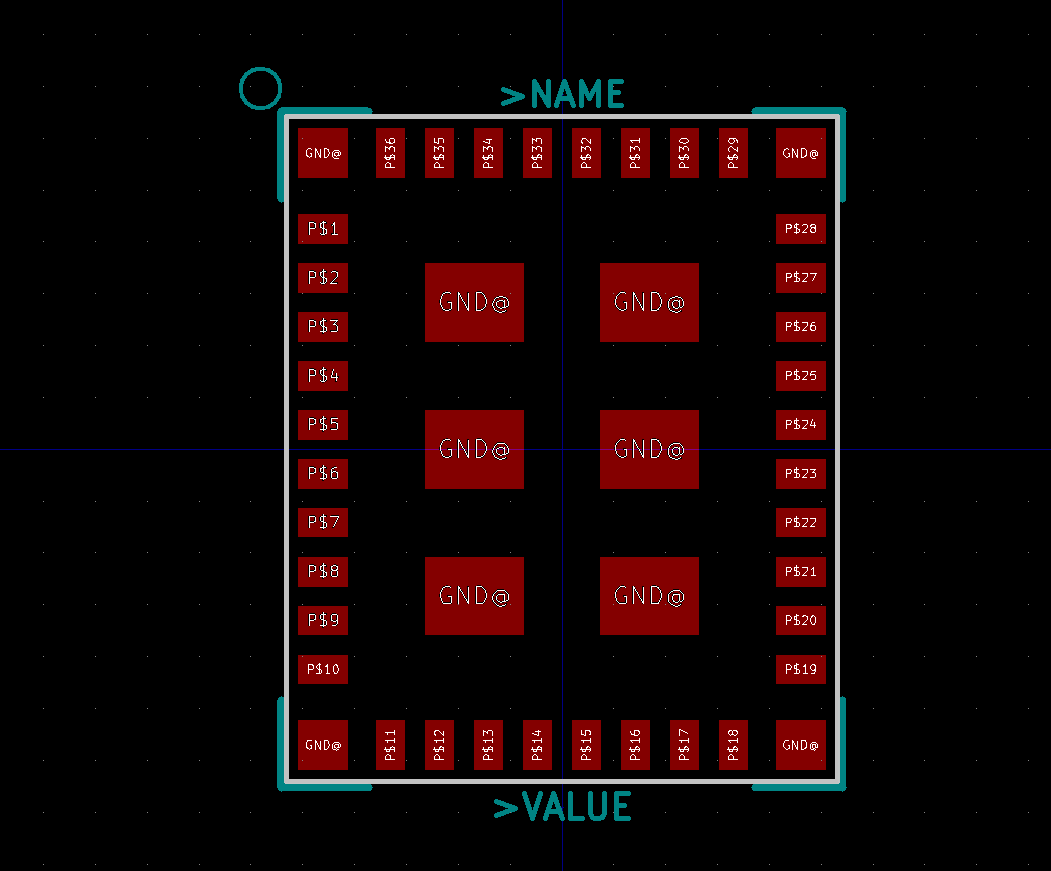 >NAME
GND@ P$36 P$35 P$34 P$33 P$32 P$31 P$30 P$29 GND@
P$1 P$28
P$2 P$27
GND@ GND@
P$3 P$26
P$4 P$25
P$5 P$24
GND@ GND@
P$6 P$23
P$7 P$22
P$8 P$21
GND@ GND@
P$9 P$20
P$10 P$19
GND@ P$11 P$12 P$13 P$14 P$15 P$16 P$17 P$18 GND@
>VALUE